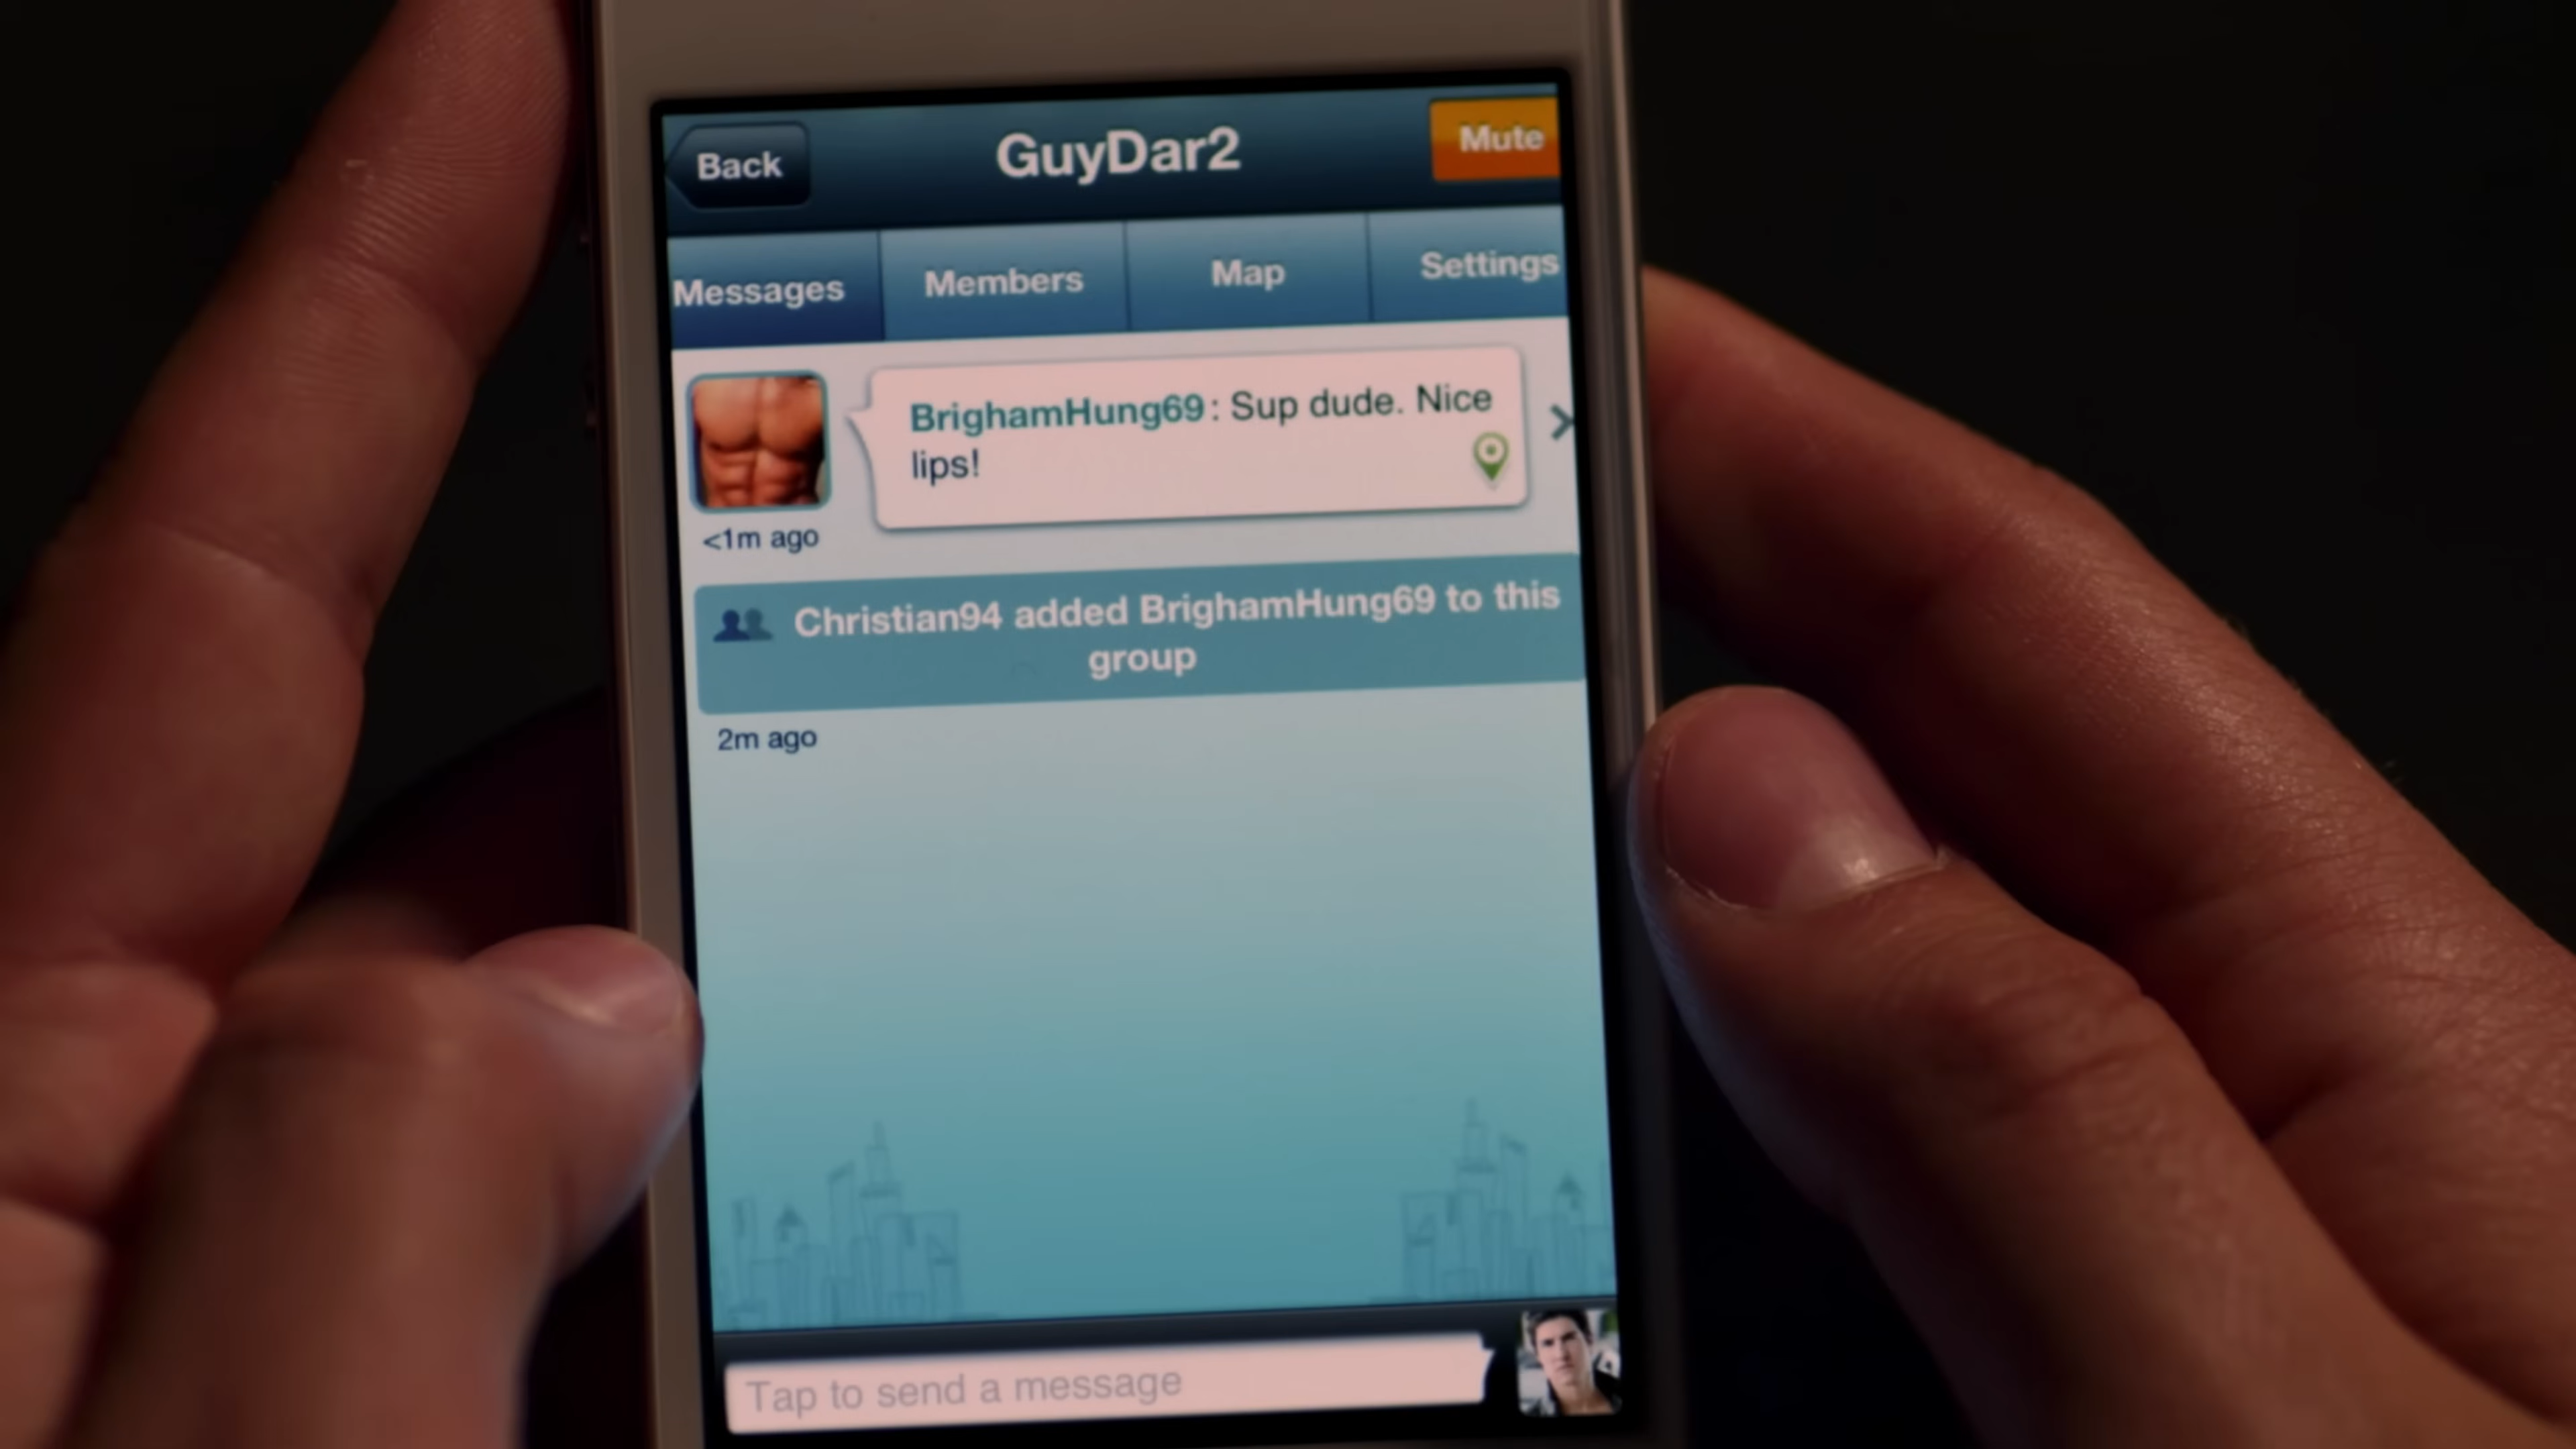 Back
GuyDar2
Mute
Messages
Members
Map
Settings
BrighamHung69: Sup dude. Nice
lips!
<1m ago
Christian94 added BrighamHung69 to this
group
2m ago
Tap to send a message